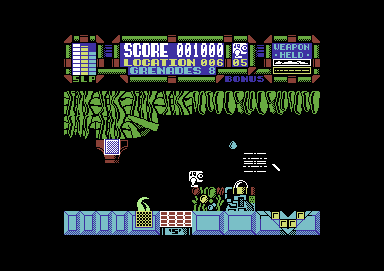 SCORE 001000
WEAPON
HELD
LOCATION 006 05
GRENADES 8
SLP
BONUS